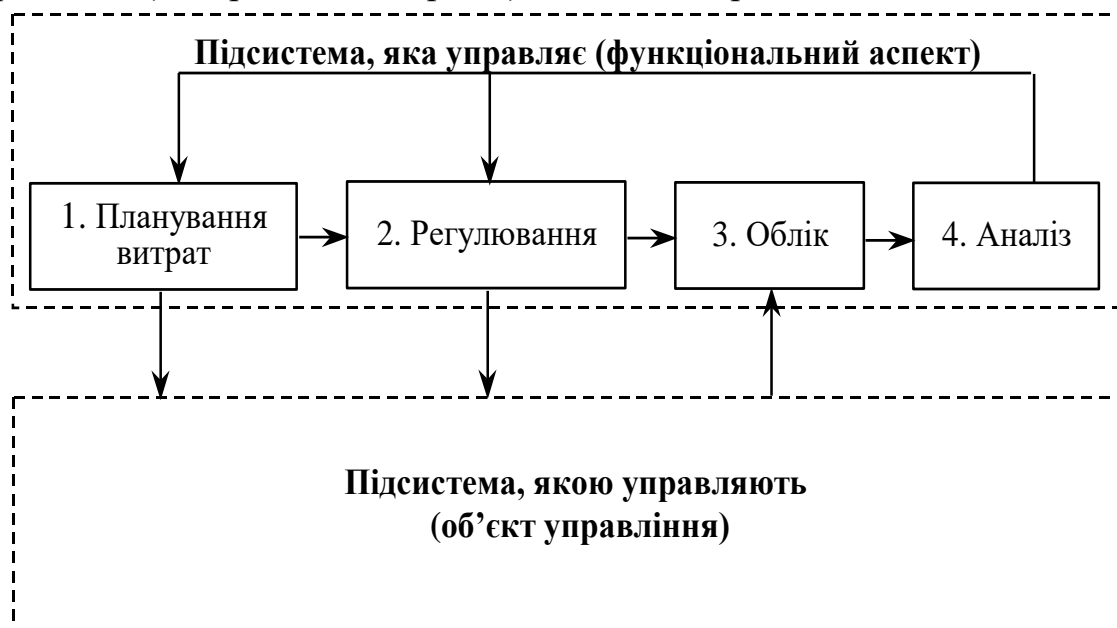 Підсистема, яка управляє (функціональний аспект)
1. Планування
витрат
2. Регулювання
3. Облік
4. Аналіз
Підсистема, якою управляють
(об’єкт управління)